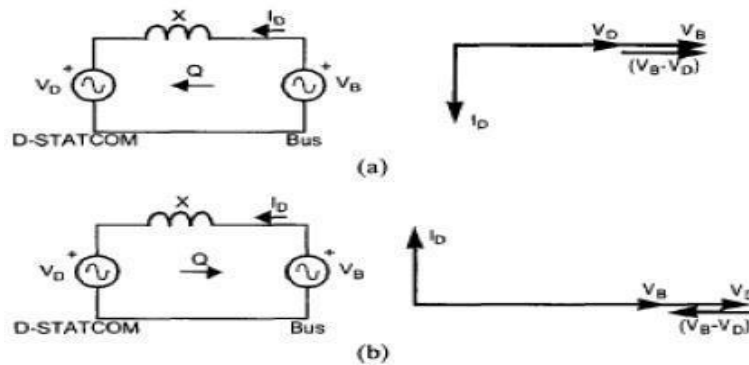 X
I_D
V_D
+
Q
+
V_B
D-STATCOM
Bus
V_D
V_B
(V_B-V_D)
I_D
(a)
X
I_D
V_D
+
Q
+
V_B
D-STATCOM
Bus
I_D
V_B
V_D
(V_B-V_D)
(b)